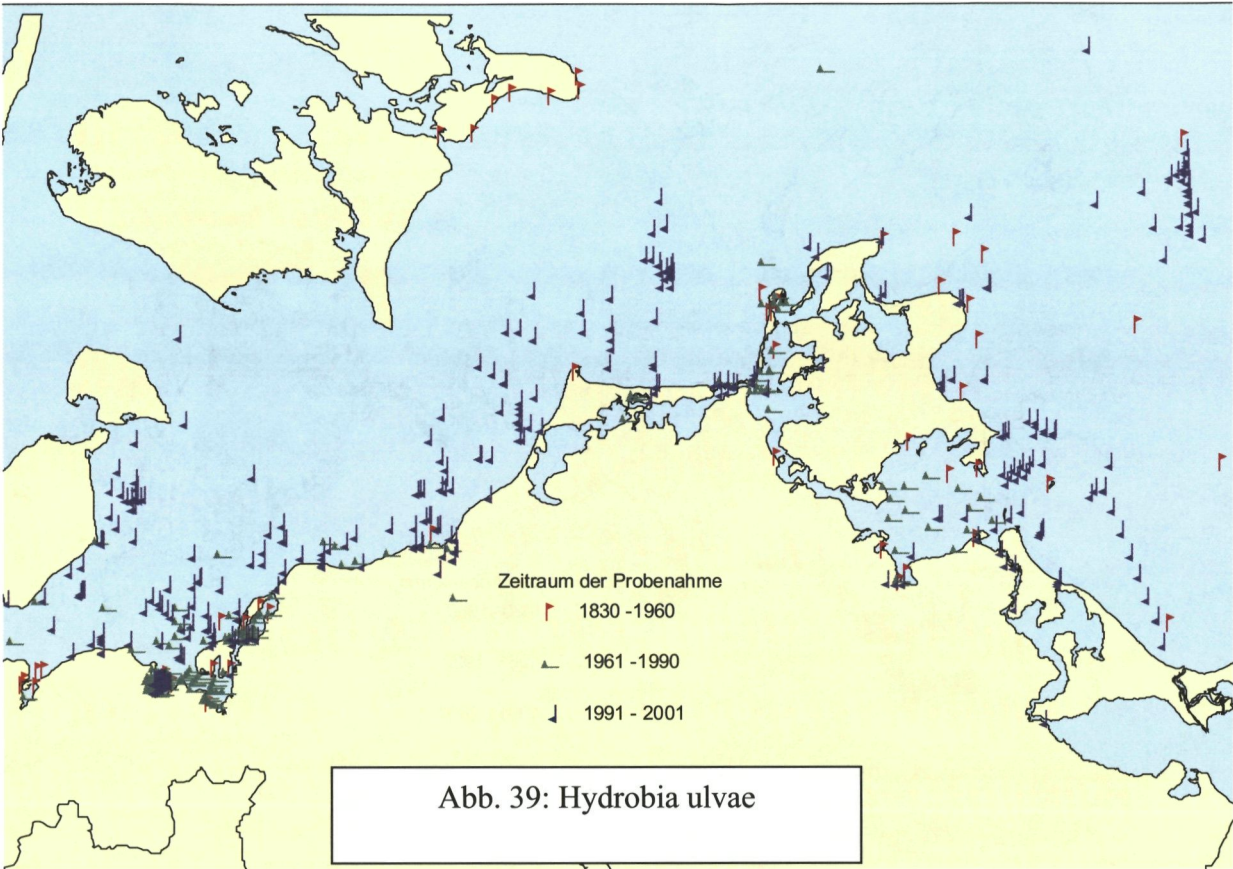 Zeitraum der Probenahme
1830 -1960
1961 -1990
1991 - 2001
Abb. 39: Hydrobia ulvae